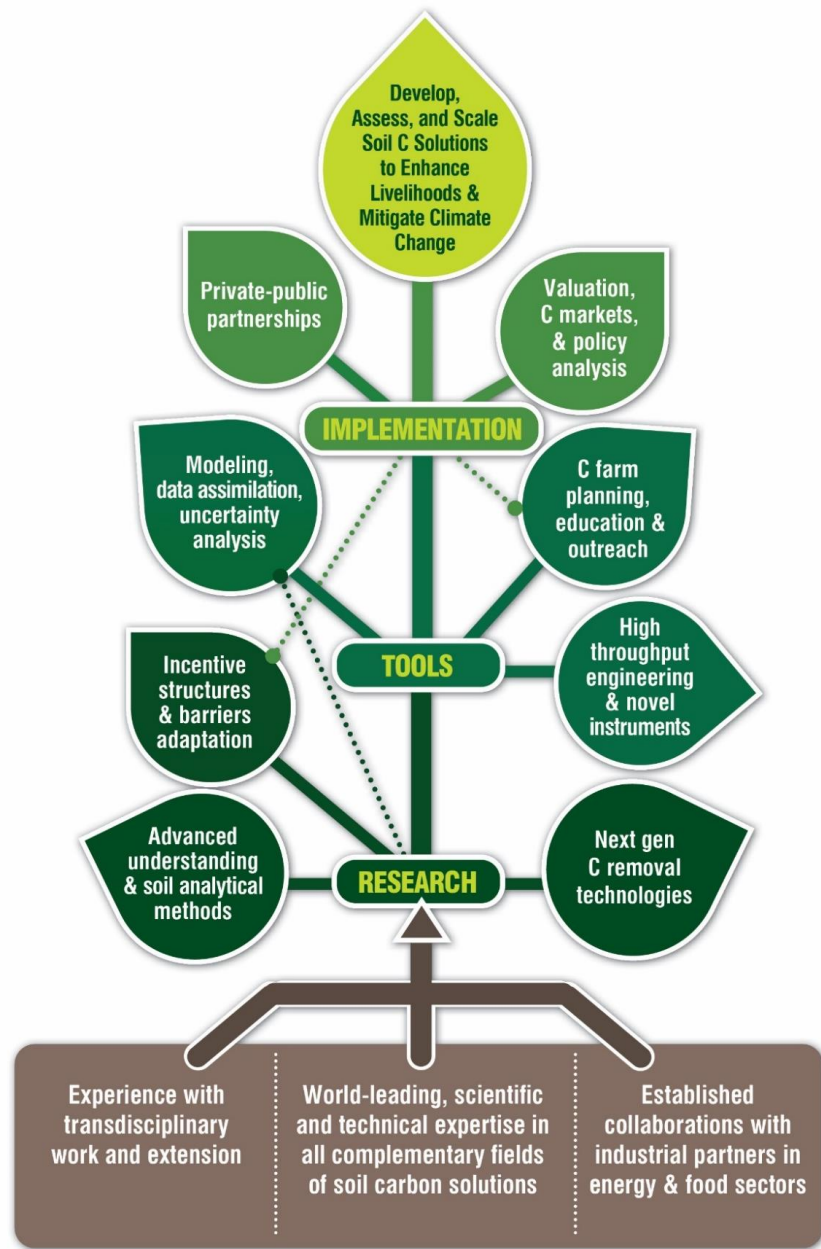 Develop,
Assess, and Scale
Soil C Solutions
to Enhance
Livelihoods &
Mitigate Climate
Change
Private-public
partnerships
Valuation,
C markets,
& policy
analysis
IMPLEMENTATION
Modeling,
data assimilation,
uncertainty
analysis
C farm
planning,
education &
outreach
TOOLS
High
throughput
engineering
& novel
instruments
Incentive
structures
& barriers
adaptation
Advanced
understanding
& soil analytical
methods
RESEARCH
Next gen
C removal
technologies
Experience with
transdisciplinary
work and extension
World-leading, scientific
and technical expertise in
all complementary fields
of soil carbon solutions
Established
collaborations with
industrial partners in
energy & food sectors